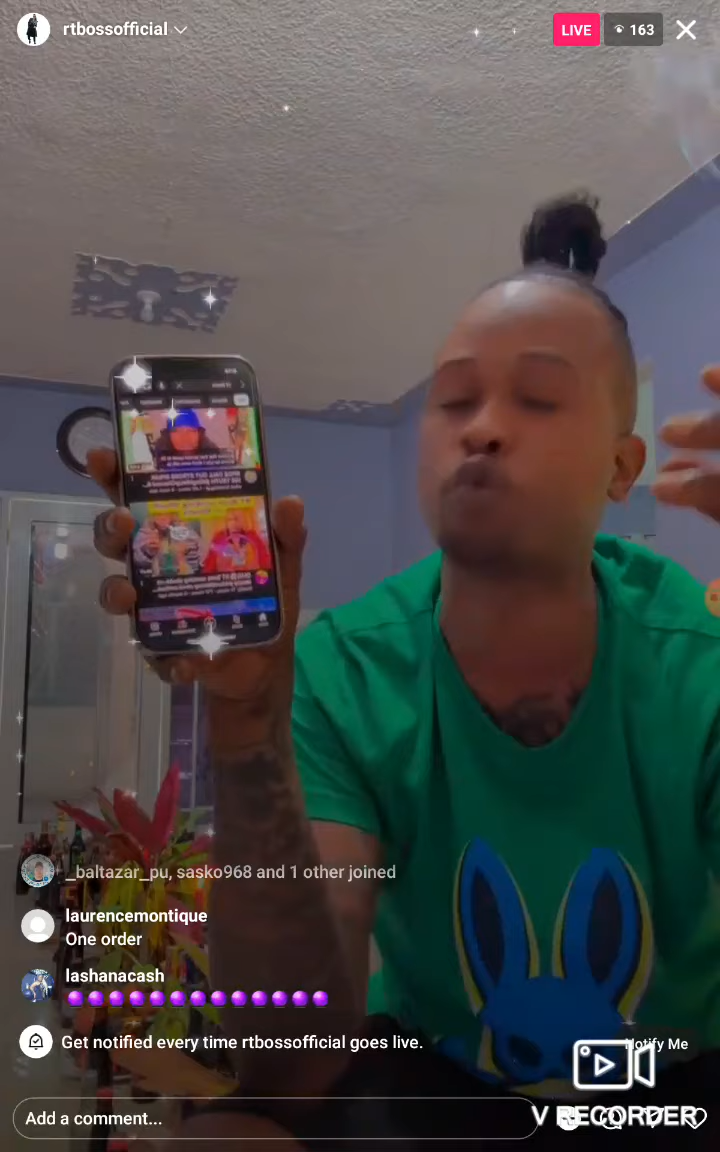 rtbossofficial
LIVE
163
_baltazar_pu, sasko968 and 1 other joined
laurencemontique
One order
lashanacash
Get notified every time rtbossofficial goes live.
Notify Me
Add a comment...
V RECORDER